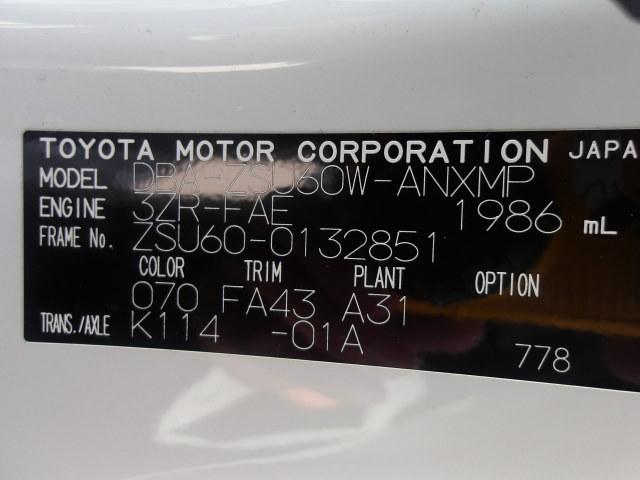 TOYOTA MOTOR CORPORATION JAPA
MODEL DBA-ZSU60W-ANXMP
ENGINE 3ZR-FAE 1986 mL
FRAME No. ZSU60-0132851
COLOR TRIM PLANT OPTION
070 FA43 A31
TRANS./AXLE K114 -01A
778